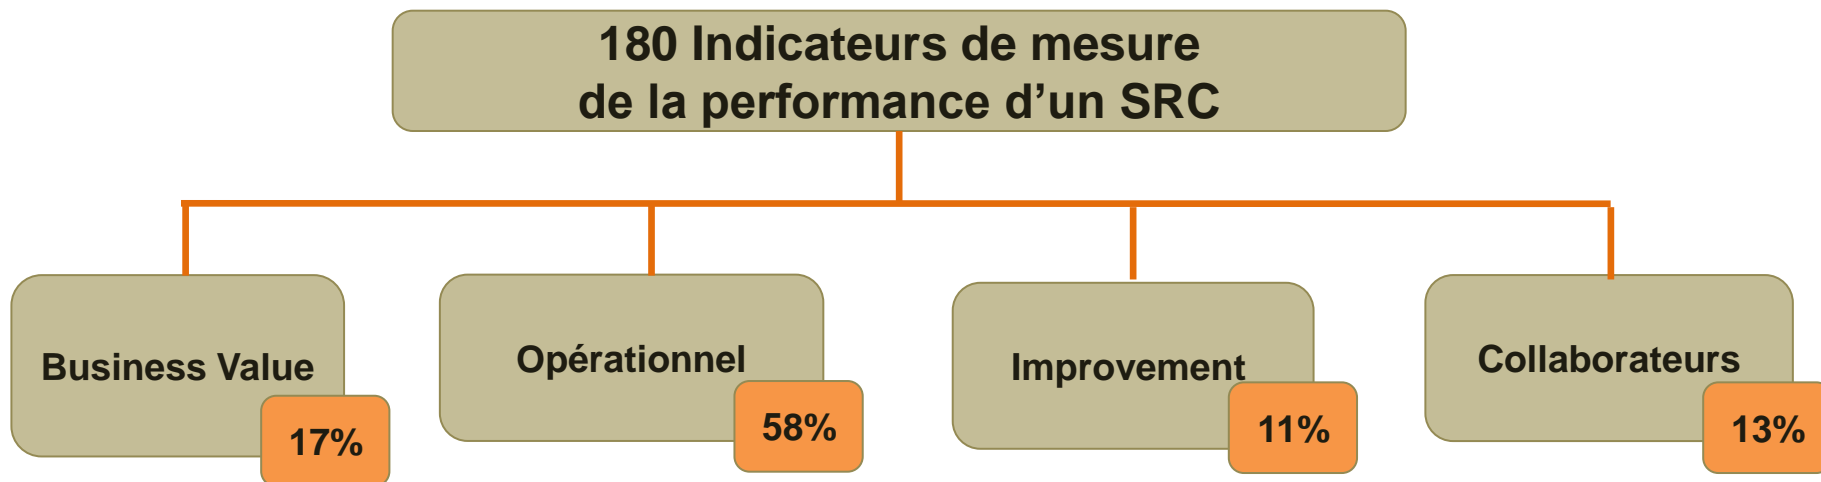 180 Indicateurs de mesure
de la performance d’un SRC
Business Value
17%
Opérationnel
58%
Improvement
11%
Collaborateurs
13%